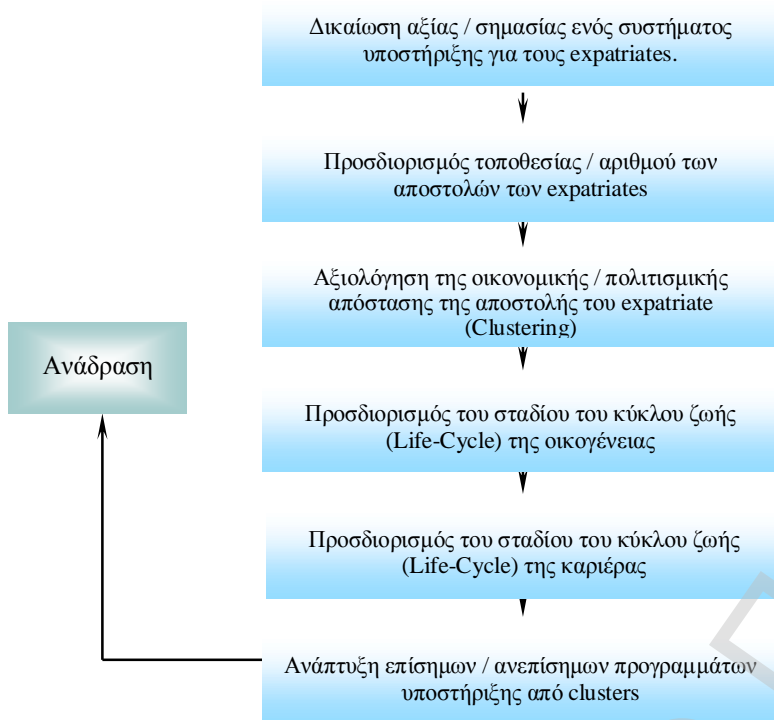 Δικαίωση αξίας / σημασίας ενός συστήματος
υποστήριξης για τους expatriates.
Προσδιορισμός τοποθεσίας / αριθμού των
αποστολών των expatriates
Αξιολόγηση της οικονομικής / πολιτισμικής
απόστασης της αποστολής του expatriate
(Clustering)
Ανάδραση
Προσδιορισμός του σταδίου του κύκλου ζωής
(Life-Cycle) της οικογένειας
Προσδιορισμός του σταδίου του κύκλου ζωής
(Life-Cycle) της καριέρας
Ανάπτυξη επίσημων / ανεπίσημων προγραμμάτων
υποστήριξης από clusters